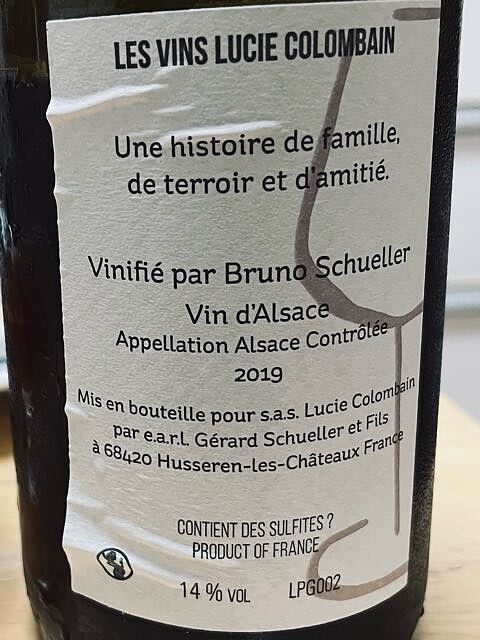 LES VINS LUCIE COLOMBAIN
Une histoire de famille,
de terroir et d'amitié.
Vinifié par Bruno Schueller
Vin d'Alsace
Appellation Alsace Contrôlée
2019
Mis en bouteille pour s.a.s. Lucie Colombain
par e.a.r.l. Gérard Schueller et Fils
à 68420 Husseren-les-Châteaux France
CONTIENT DES SULFITES ?
PRODUCT OF FRANCE
14 % VOL LPG002